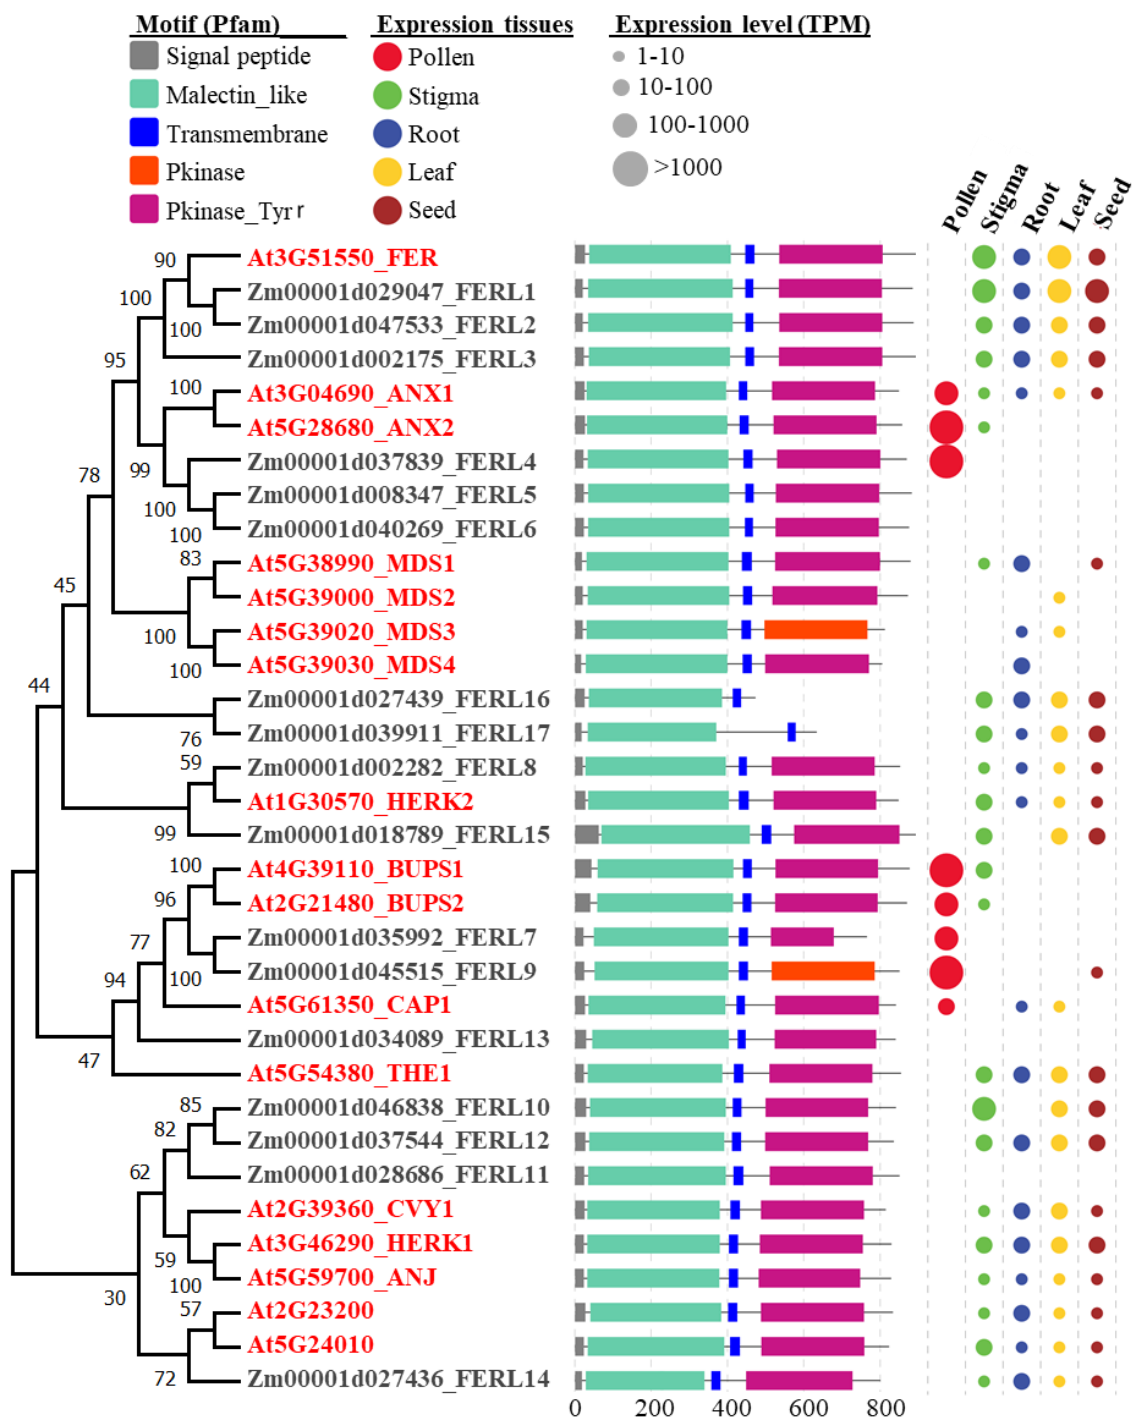 Motif (Pfam) Expression tissues Expression level (TPM)
Signal peptide Pollen 1-10
Malectin_like Stigma 10-100
Transmembrane Root 100-1000
Pkinase Leaf >1000
Pkinase_Tyr r Seed
Pollen Stigma Root Leaf Seed
90 At3G51550_FER
100 Zm00001d029047_FERL1
100 Zm00001d047533_FERL2
95 Zm00001d002175_FERL3
100 At3G04690_ANX1
At5G28680_ANX2
78 99 Zm00001d037839_FERL4
100 Zm00001d008347_FERL5
100 Zm00001d040269_FERL6
83 At5G38990_MDS1
45 At5G39000_MDS2
100 At5G39020_MDS3
100 At5G39030_MDS4
44 Zm00001d027439_FERL16
76 Zm00001d039911_FERL17
59 Zm00001d002282_FERL8
At1G30570_HERK2
99 Zm00001d018789_FERL15
100 At4G39110_BUPS1
96 At2G21480_BUPS2
77 Zm00001d035992_FERL7
94 100 Zm00001d045515_FERL9
At5G61350_CAP1
Zm00001d034089_FERL13
47 At5G54380_THE1
85 Zm00001d046838_FERL10
82 Zm00001d037544_FERL12
62 Zm00001d028686_FERL11
At2G39360_CVY1
59 At3G46290_HERK1
100 At5G59700_ANJ
30 57 At2G23200
At5G24010
72 Zm00001d027436_FERL14
0 200 400 600 800